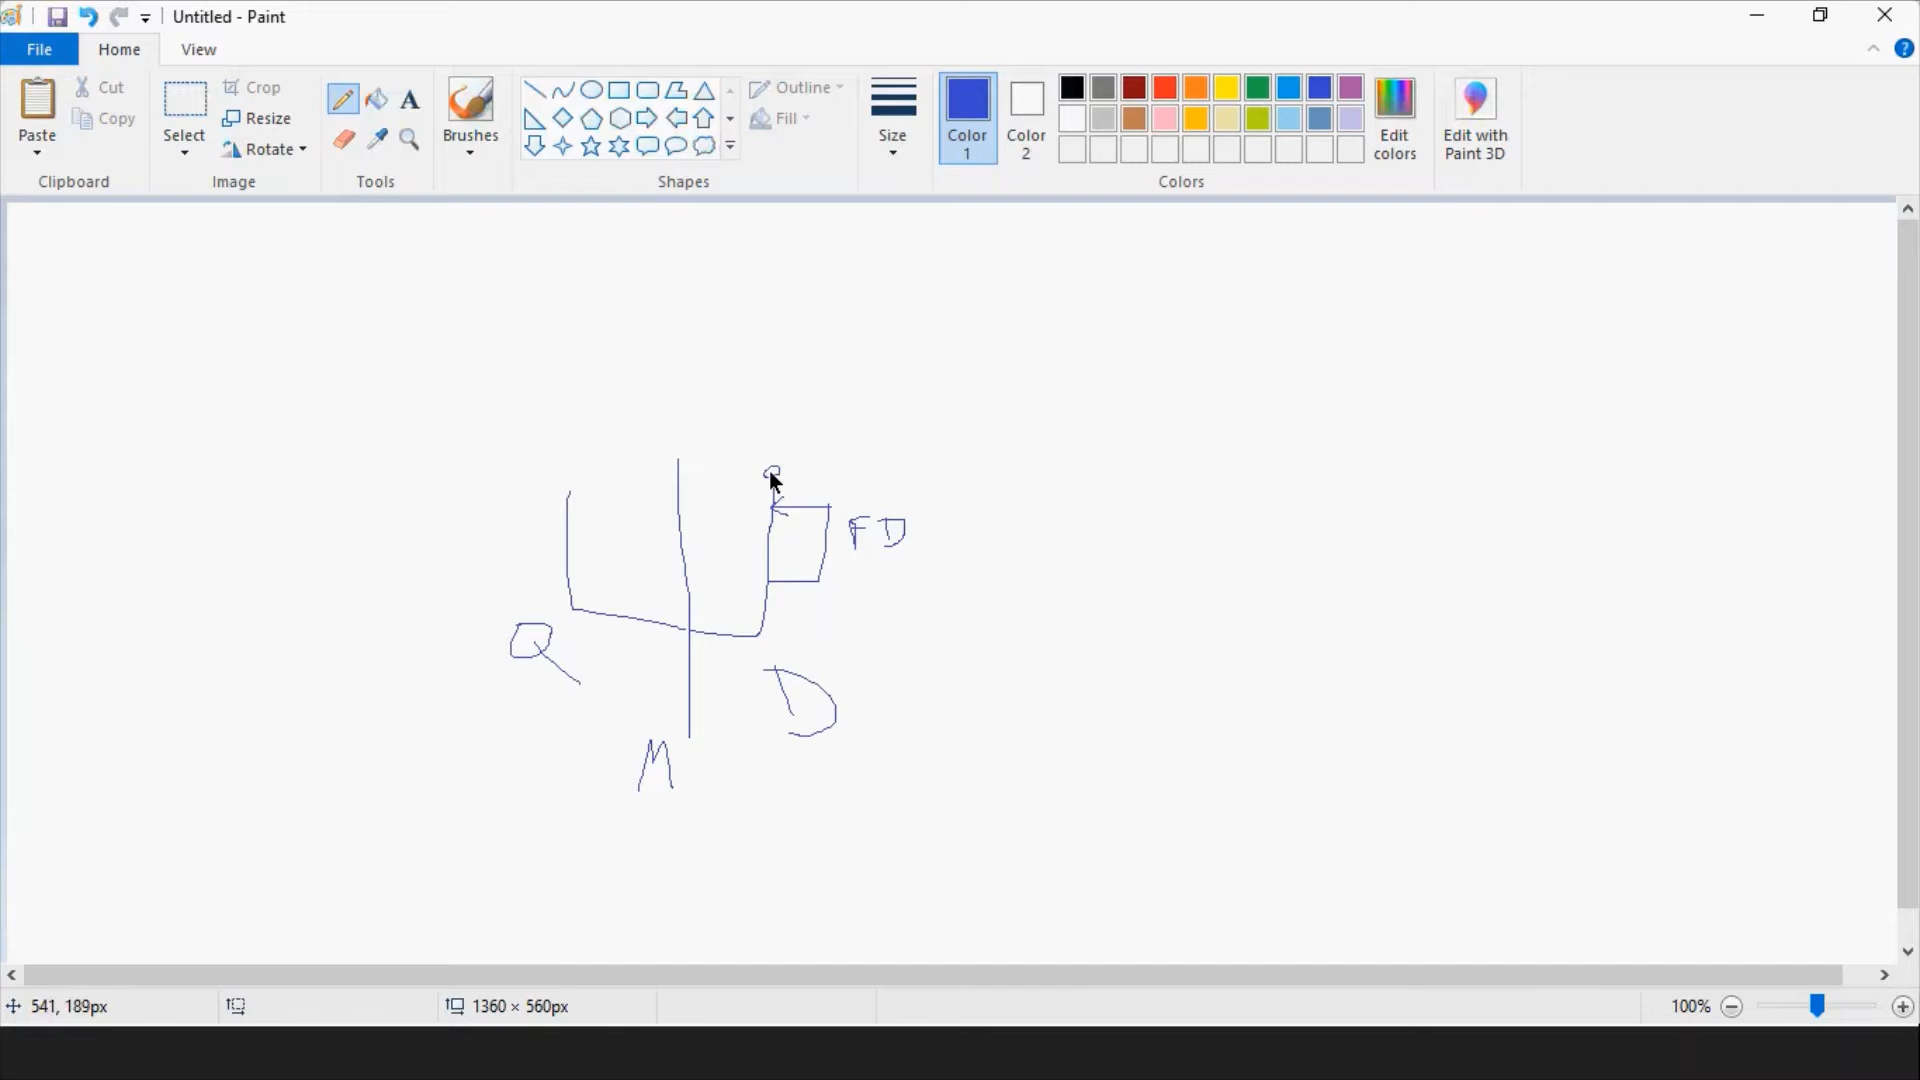 Untitled - Paint
File Home View
Paste
Cut
Copy
Clipboard
Select
Crop
Resize
Rotate
Image
Tools
Brushes
Shapes
Outline
Fill
Size
Color 1
Color 2
Colors
Edit colors
Edit with Paint 3D
F D
Q
D
M
541, 189px
1360 × 560px
100%